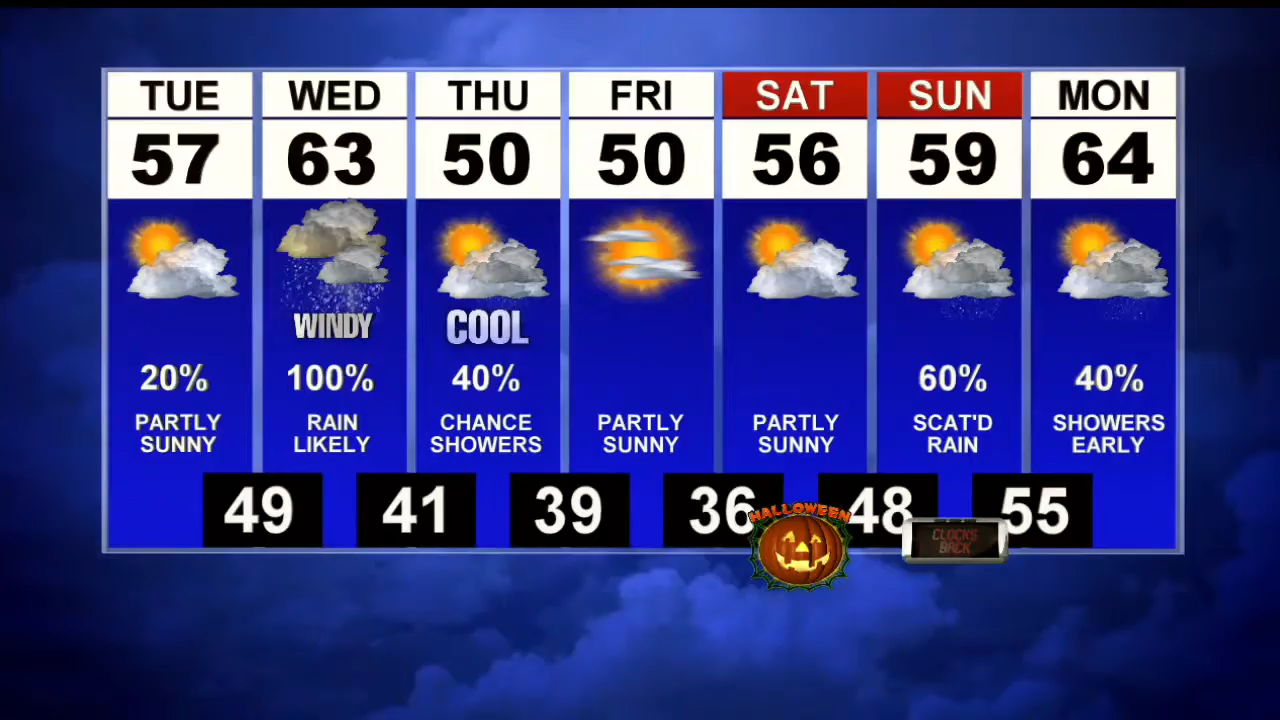 TUE WED THU FRI SAT SUN MON
57 63 50 50 56 59 64
WINDY COOL
20% 100% 40% 60% 40%
PARTLY RAIN CHANCE PARTLY PARTLY SCAT'D SHOWERS
SUNNY LIKELY SHOWERS SUNNY SUNNY RAIN EARLY
49 41 39 36 48 55
HALLOWEEN
CLOCKS
BACK